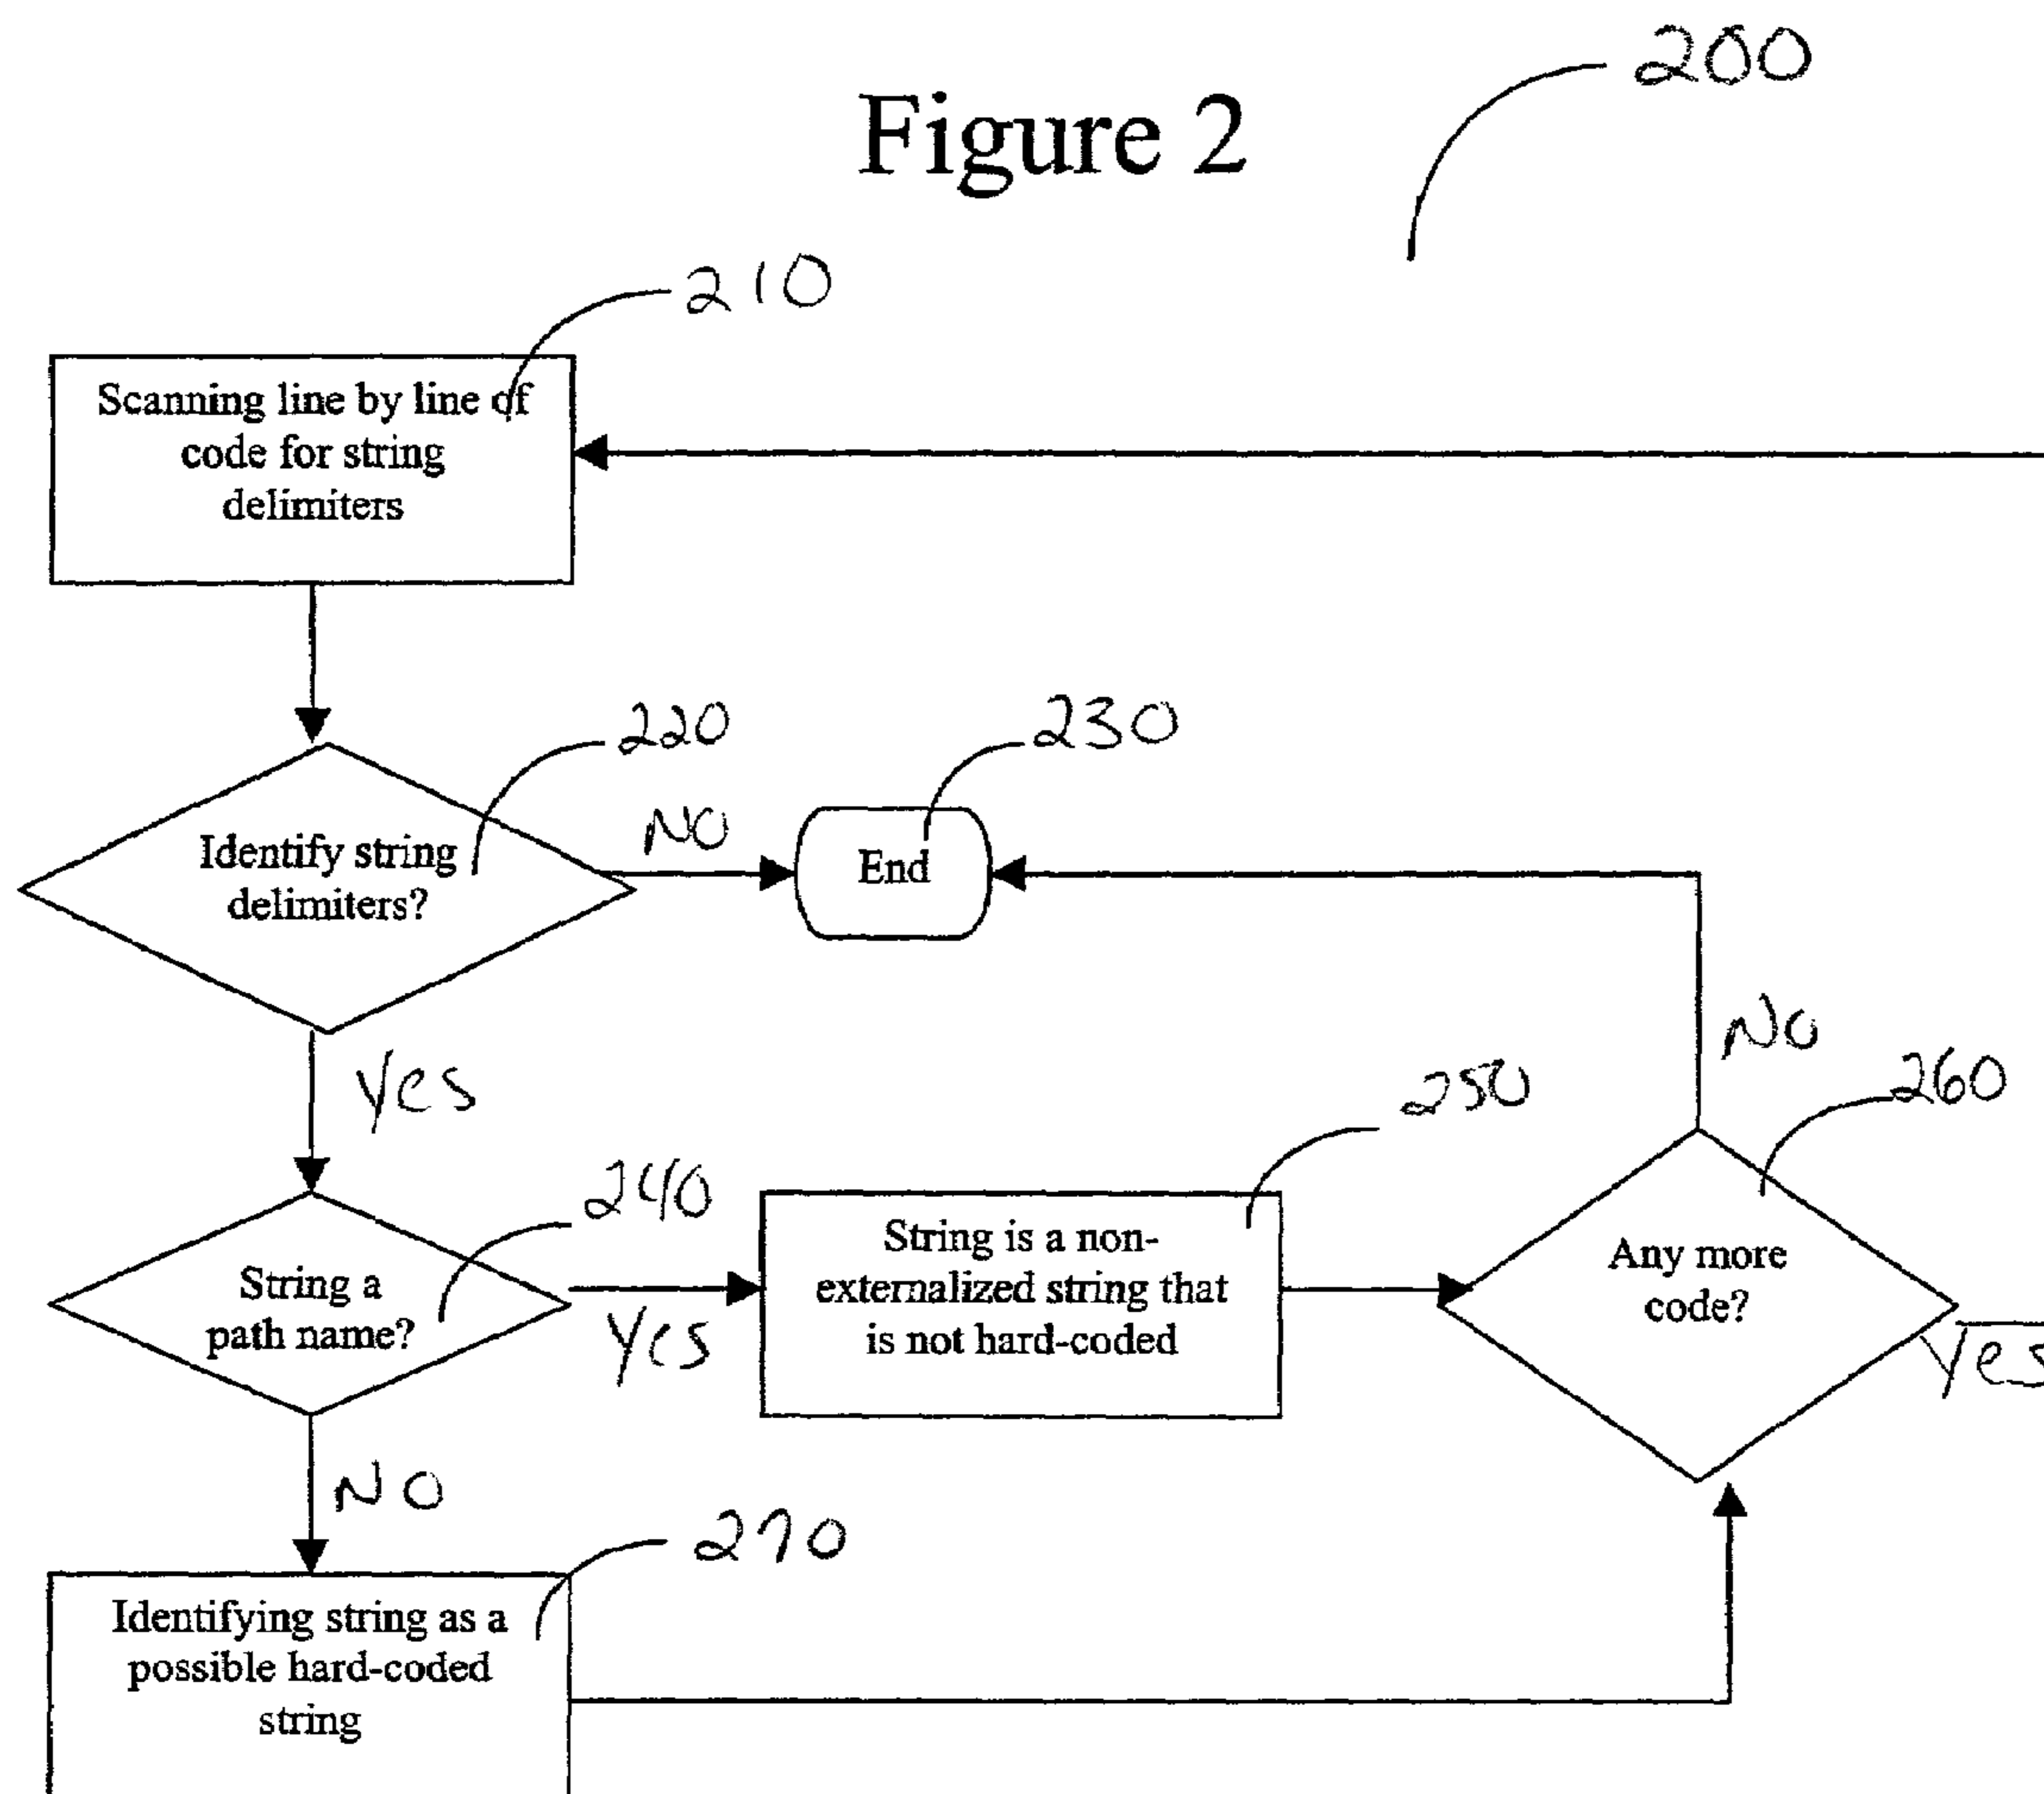 200
Figure 2
210
Scanning line by line of
code for string
delimiters
220
230
NO
Identify string
delimiters?
End
Yes
NO
250
260
240
String a
path name?
Yes
String is a non-
externalized string that
is not hard-coded
Any more
code?
Yes
NO
270
Identifying string as a
possible hard-coded
string